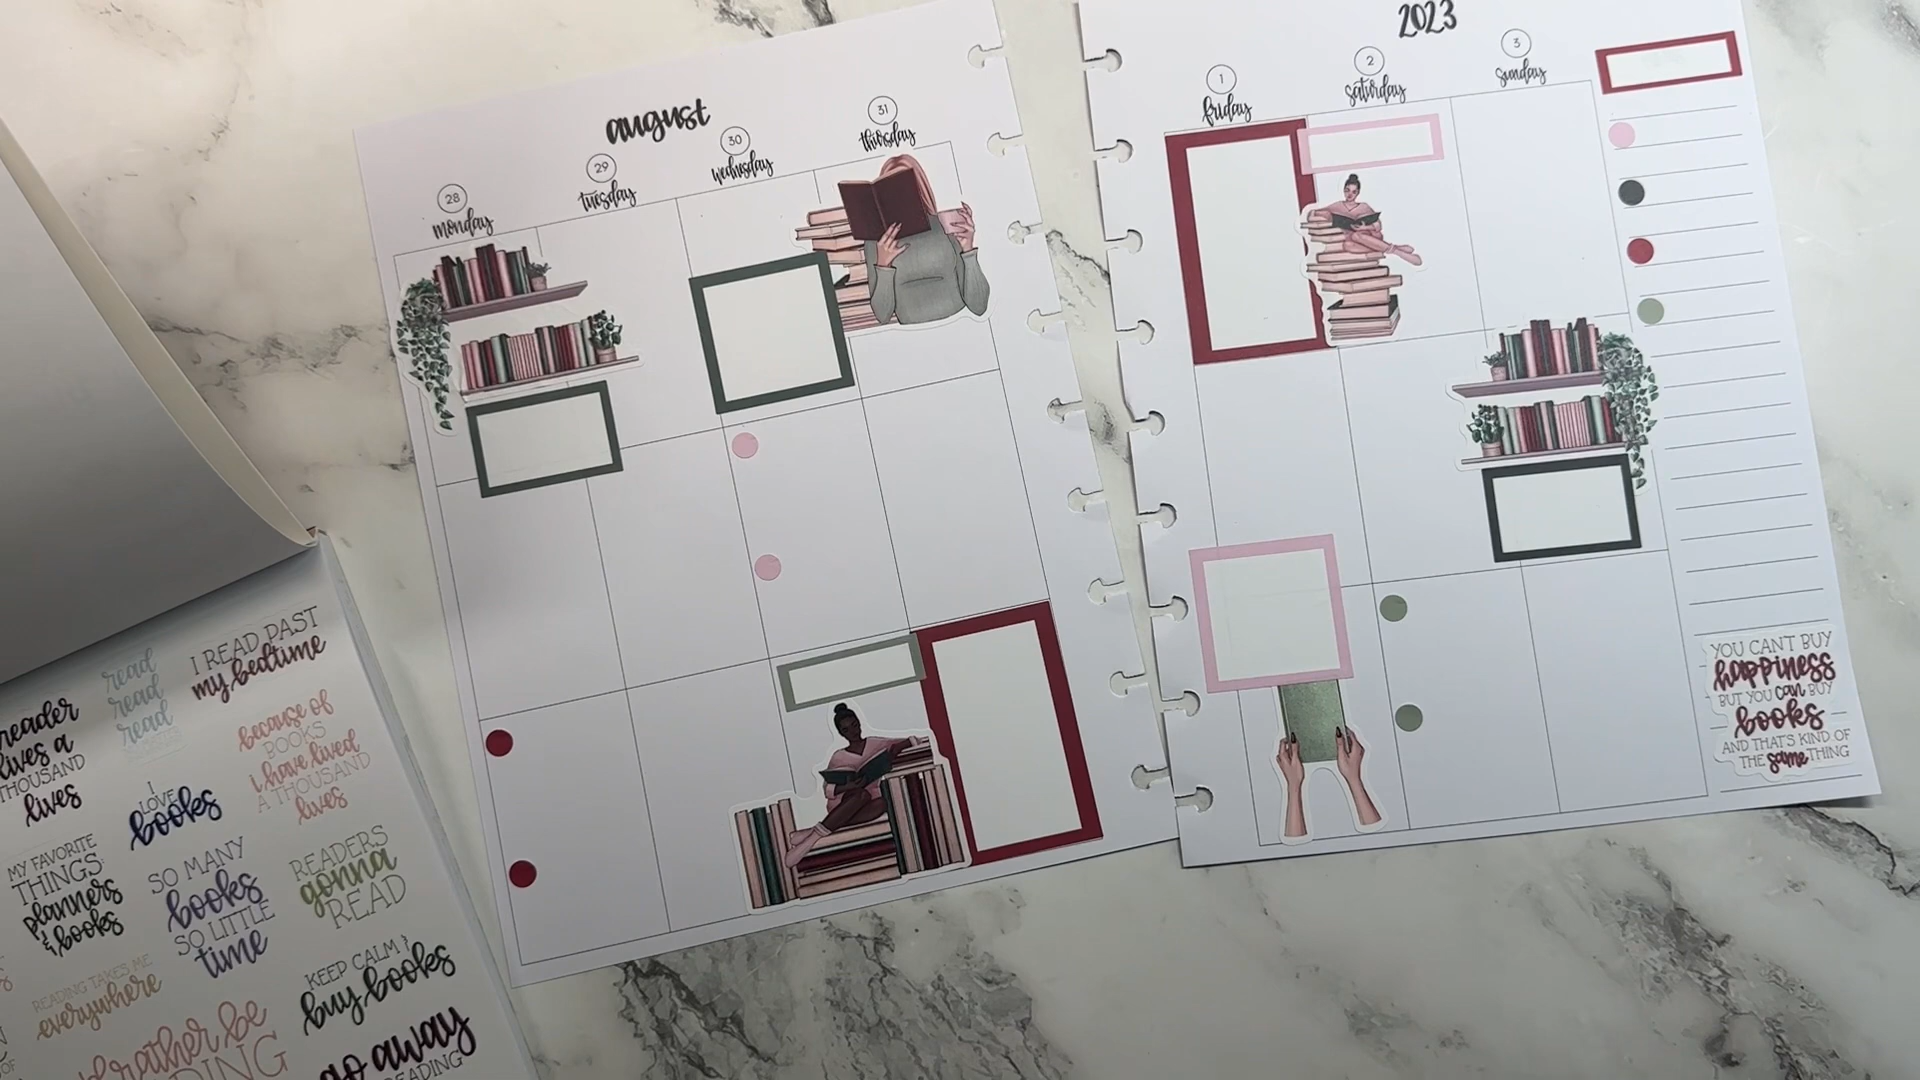 august
28
monday
29
tuesday
30
wednesday
31
thursday
2023
1
friday
2
saturday
3
sunday
YOU CAN'T BUY
happiness
BUT YOU can BUY
books
AND THAT'S KIND OF
THE same THING
reader
lives a
THOUSAND
lives
read
read
read
I READ PAST
my bedtime
because of
BOOKS
i have lived
A THOUSAND
lives
I
LOVE
books
MY FAVORITE
THINGS:
planners
& books
SO MANY
books
SO LITTLE
time
READERS
gonna
READ
READING TAKES ME
everywhere
KEEP CALM &
buy books
rather be
go away